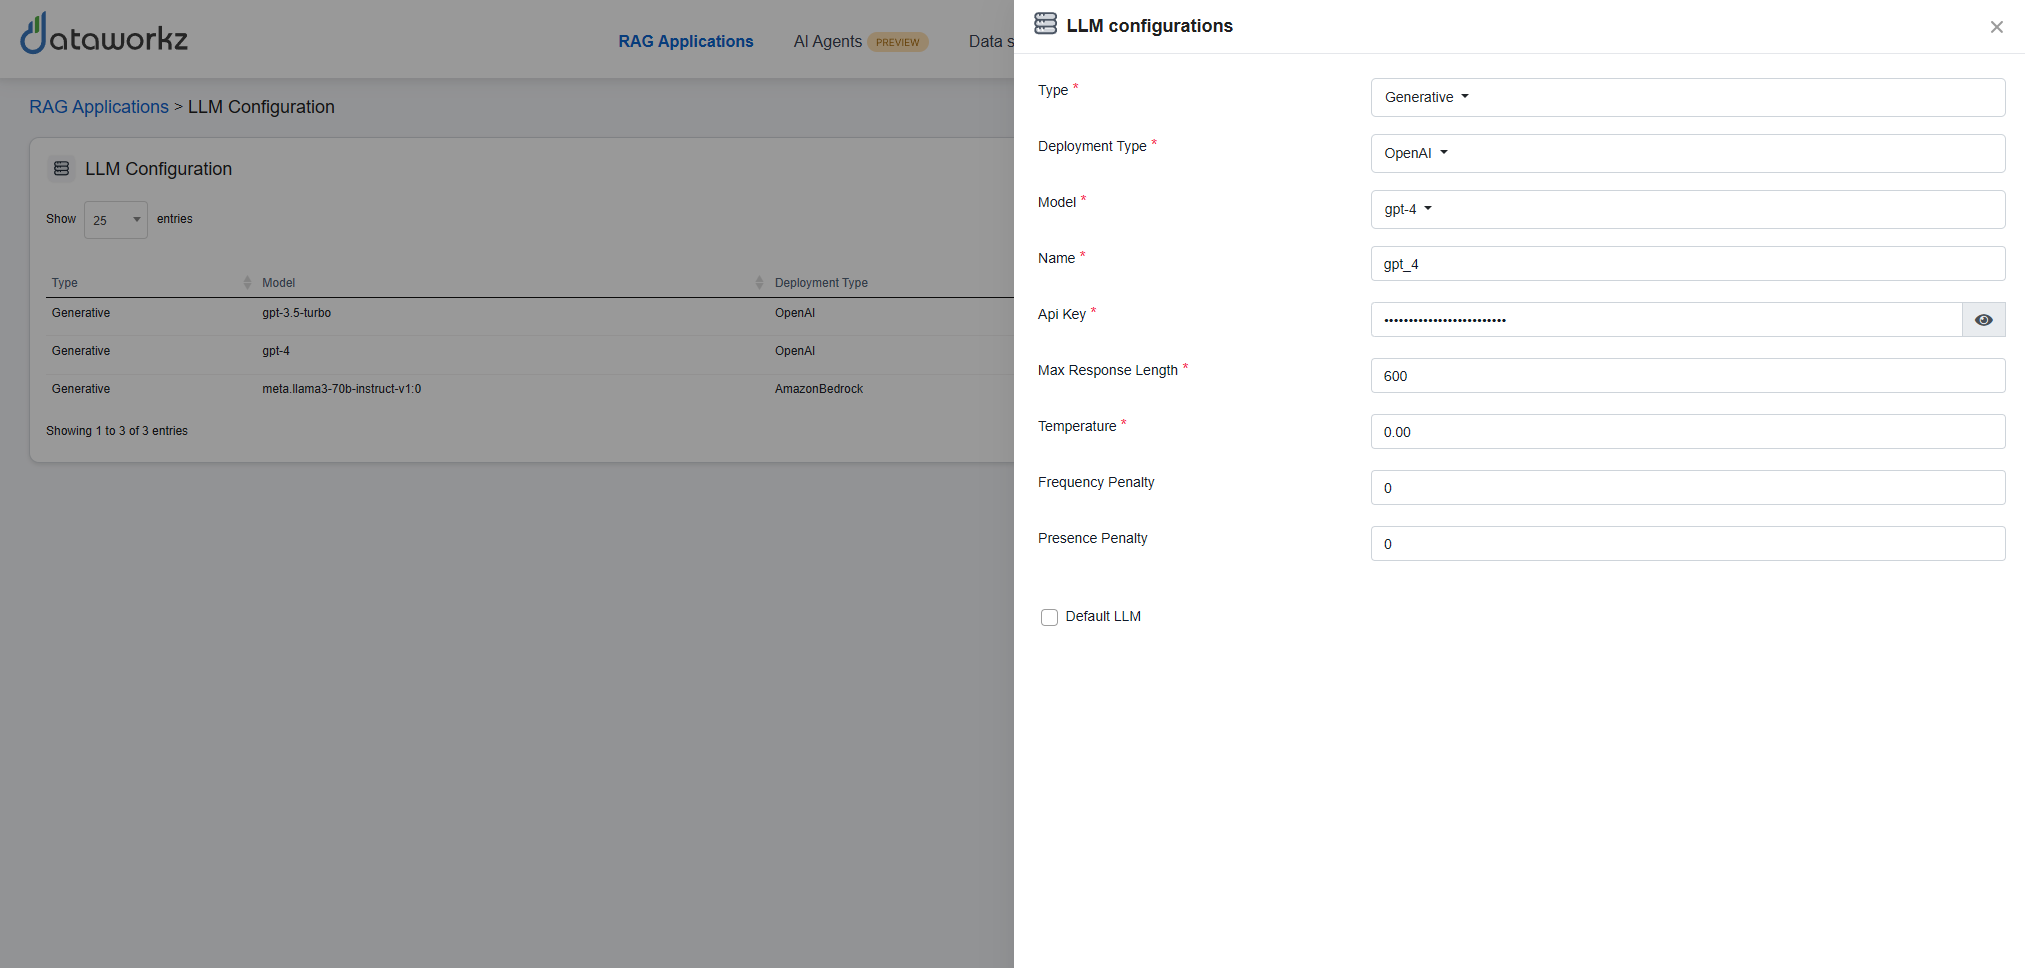 dataworkz
RAG Applications
AI Agents PREVIEW
Data s
RAG Applications > LLM Configuration
LLM Configuration
Show 25 entries
Type Model Deployment Type
Generative gpt-3.5-turbo OpenAI
Generative gpt-4 OpenAI
Generative meta.llama3-70b-instruct-v1:0 AmazonBedrock
Showing 1 to 3 of 3 entries
LLM configurations
Type * Generative
Deployment Type * OpenAI
Model * gpt-4
Name * gpt_4
Api Key * •••••••••••••••••••••••••
Max Response Length * 600
Temperature * 0.00
Frequency Penalty 0
Presence Penalty 0
Default LLM